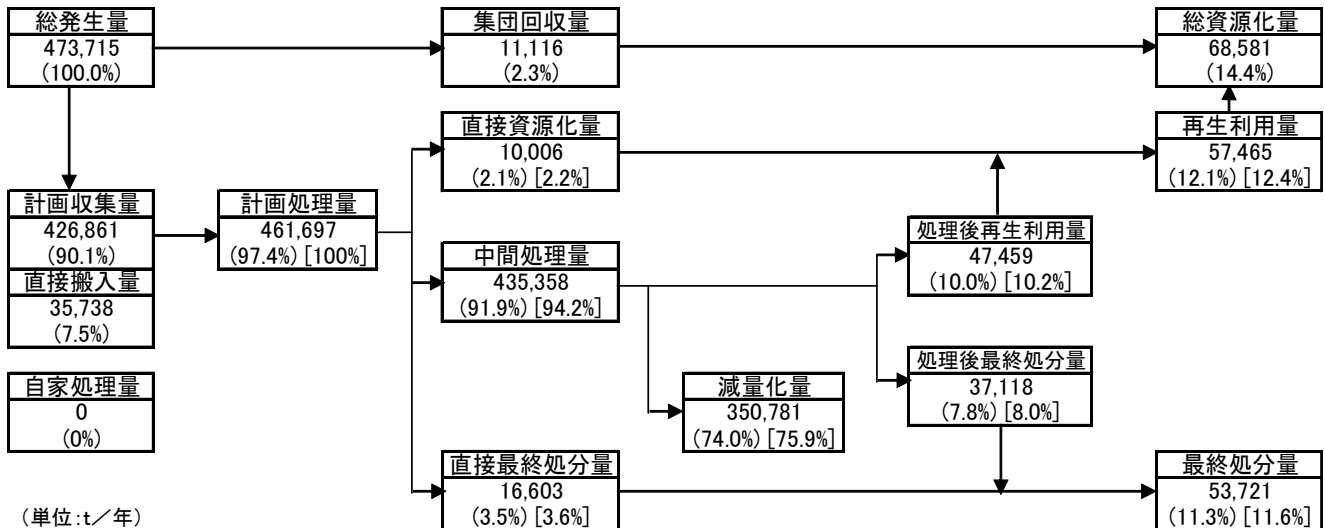 総発生量
473,715
(100.0%)
集団回収量
11,116
(2.3%)
総資源化量
68,581
(14.4%)
直接資源化量
10,006
(2.1%) [2.2%]
再生利用量
57,465
(12.1%) [12.4%]
計画収集量
426,861
(90.1%)
直接搬入量
35,738
(7.5%)
計画処理量
461,697
(97.4%) [100%]
中間処理量
435,358
(91.9%) [94.2%]
処理後再生利用量
47,459
(10.0%) [10.2%]
自家処理量
0
(0%)
減量化量
350,781
(74.0%) [75.9%]
処理後最終処分量
37,118
(7.8%) [8.0%]
直接最終処分量
16,603
(3.5%) [3.6%]
最終処分量
53,721
(11.3%) [11.6%]
(単位:t/年)